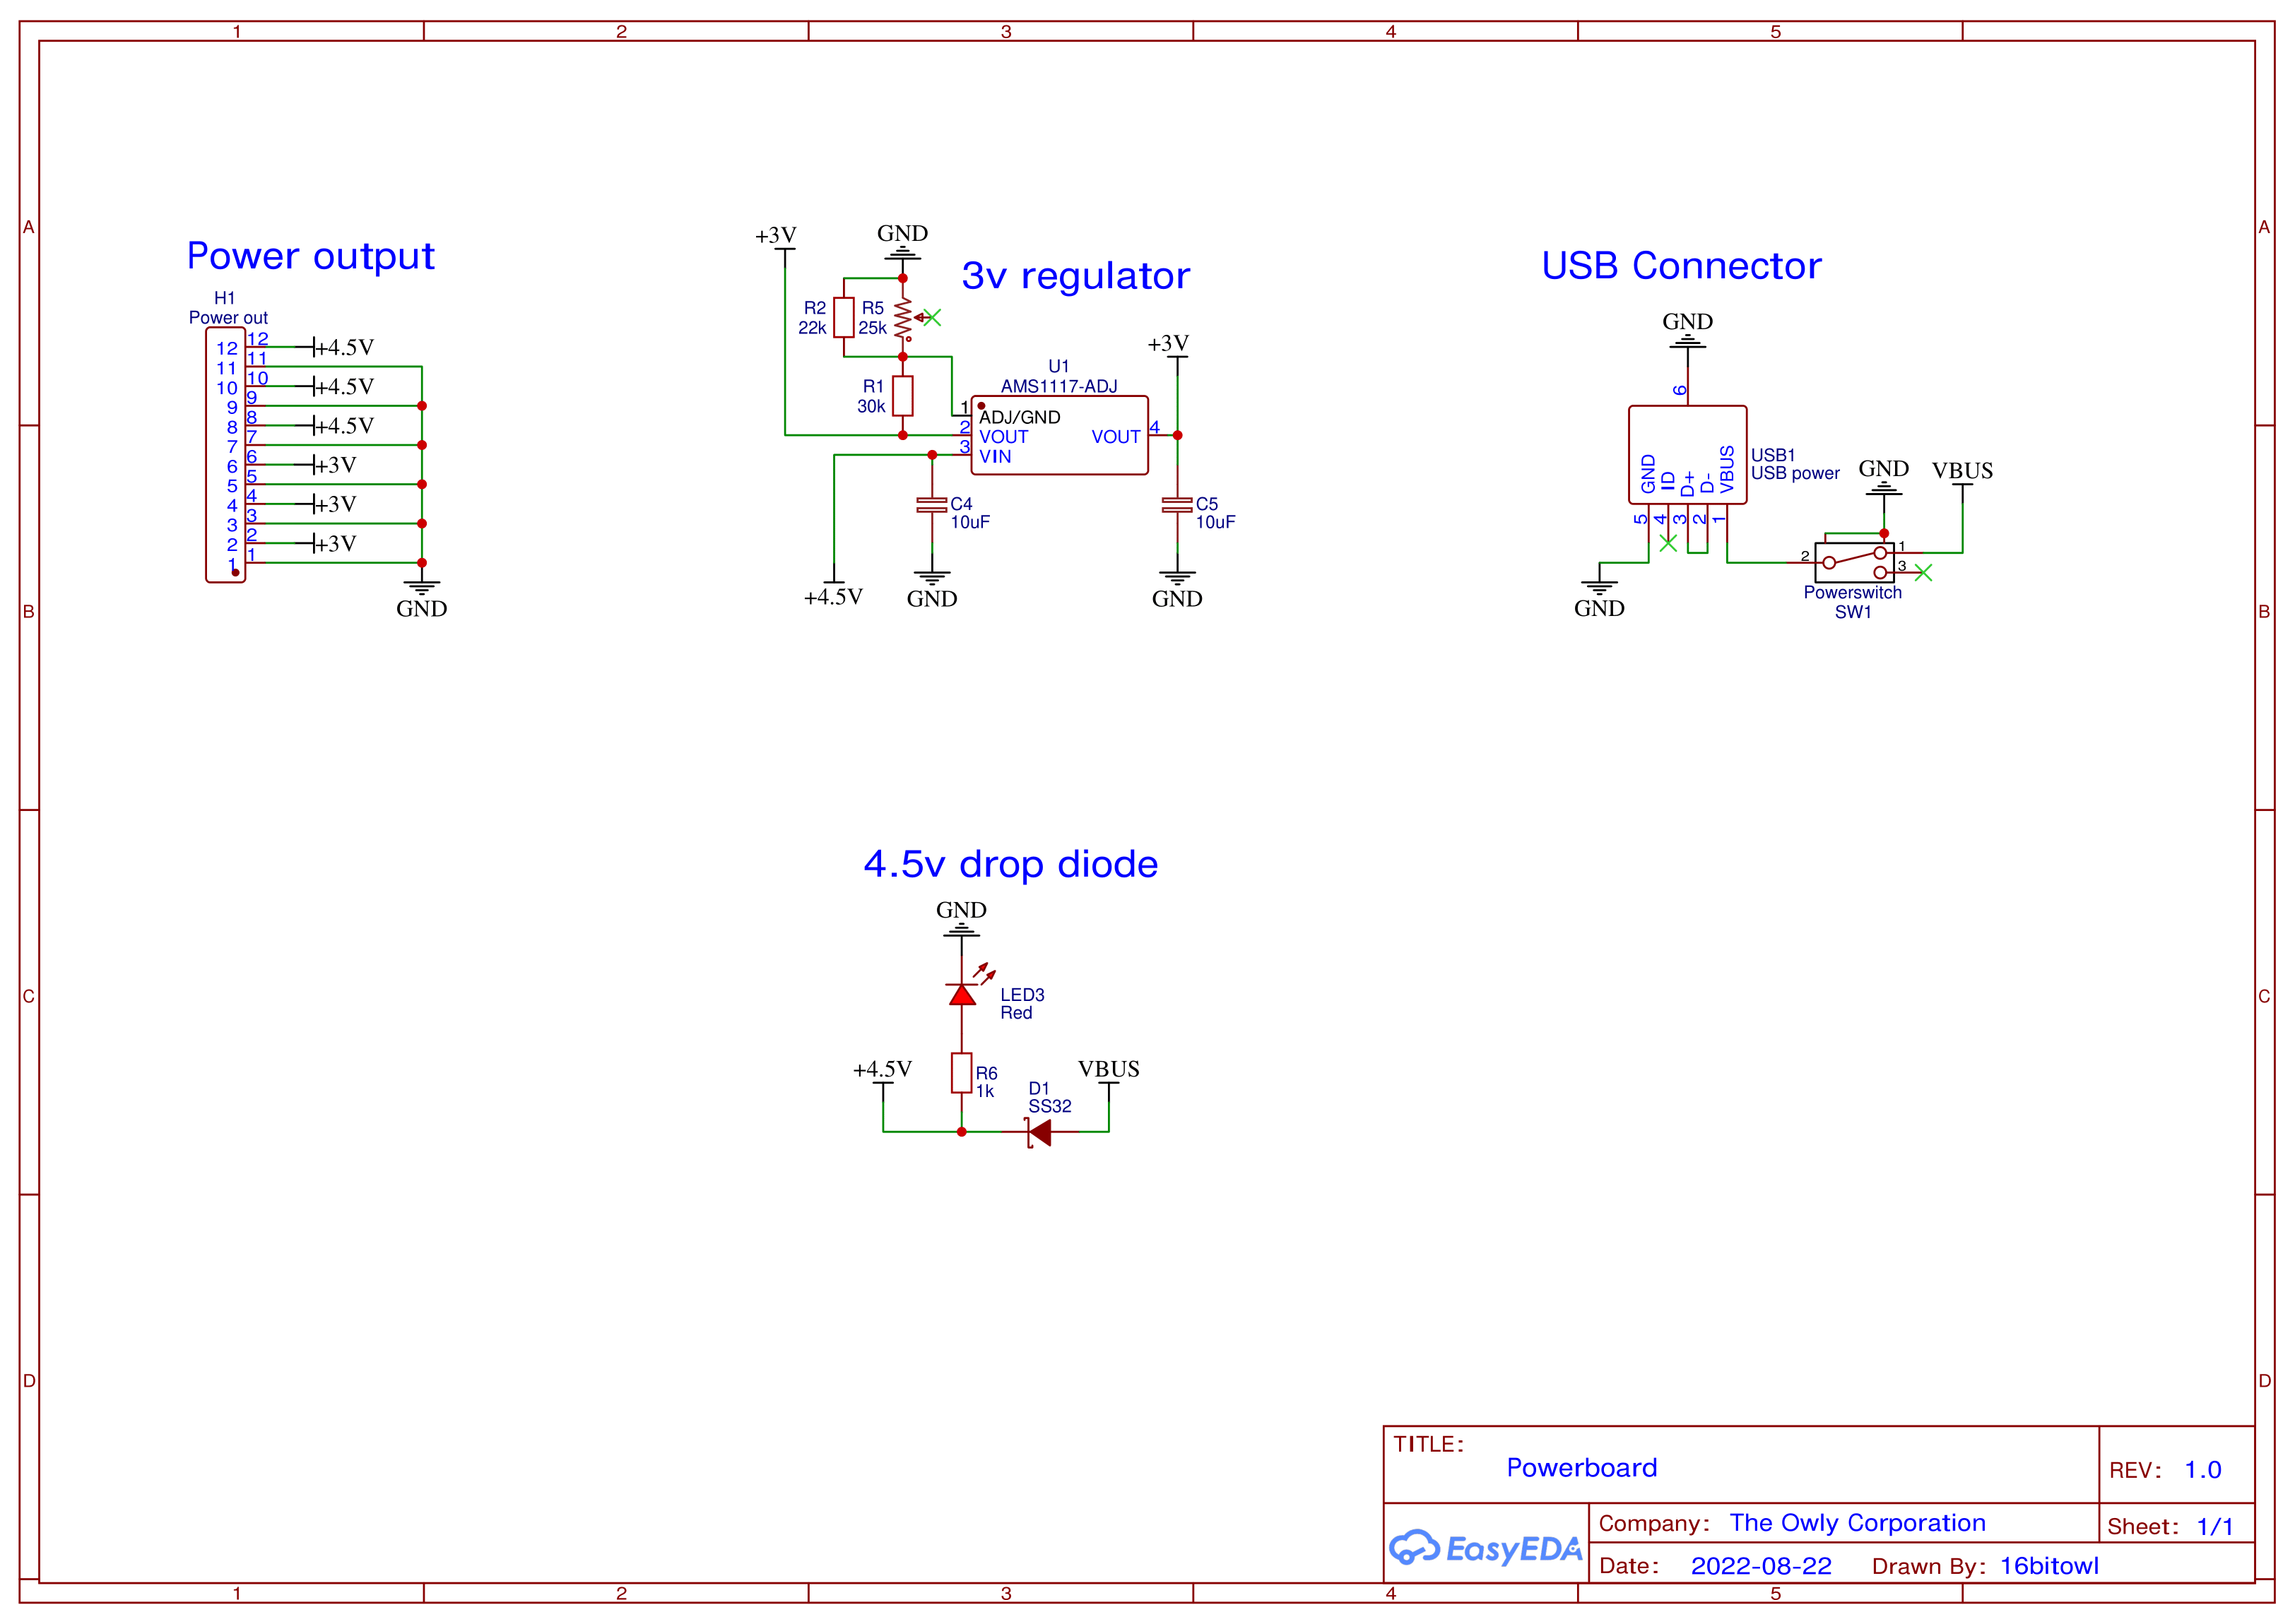 1 2 3 4 5
A A
B B
C C
D D
Power output
H1
Power out
12 12 +4.5V
11 11
10 10 +4.5V
9 9
8 8 +4.5V
7 7
6 6 +3V
5 5
4 4 +3V
3 3
2 2 +3V
1 1
GND
+3V
GND
3v regulator
R2
22k
R5
25k
R1
30k
U1
AMS1117-ADJ
1 ADJ/GND
2 VOUT
3 VIN
VOUT 4
+3V
C4
10uF
C5
10uF
+4.5V
GND
GND
USB Connector
GND
6
USB1
USB power
GND ID D+ D- VBUS
5 4 3 2 1
GND
GND
VBUS
2 1
3
Powerswitch
SW1
4.5v drop diode
GND
LED3
Red
+4.5V
R6
1k
D1
SS32
VBUS
TITLE:
Powerboard
REV: 1.0
EasyEDA
Company: The Owly Corporation
Sheet: 1/1
Date: 2022-08-22
Drawn By: 16bitowl
1 2 3 4 5